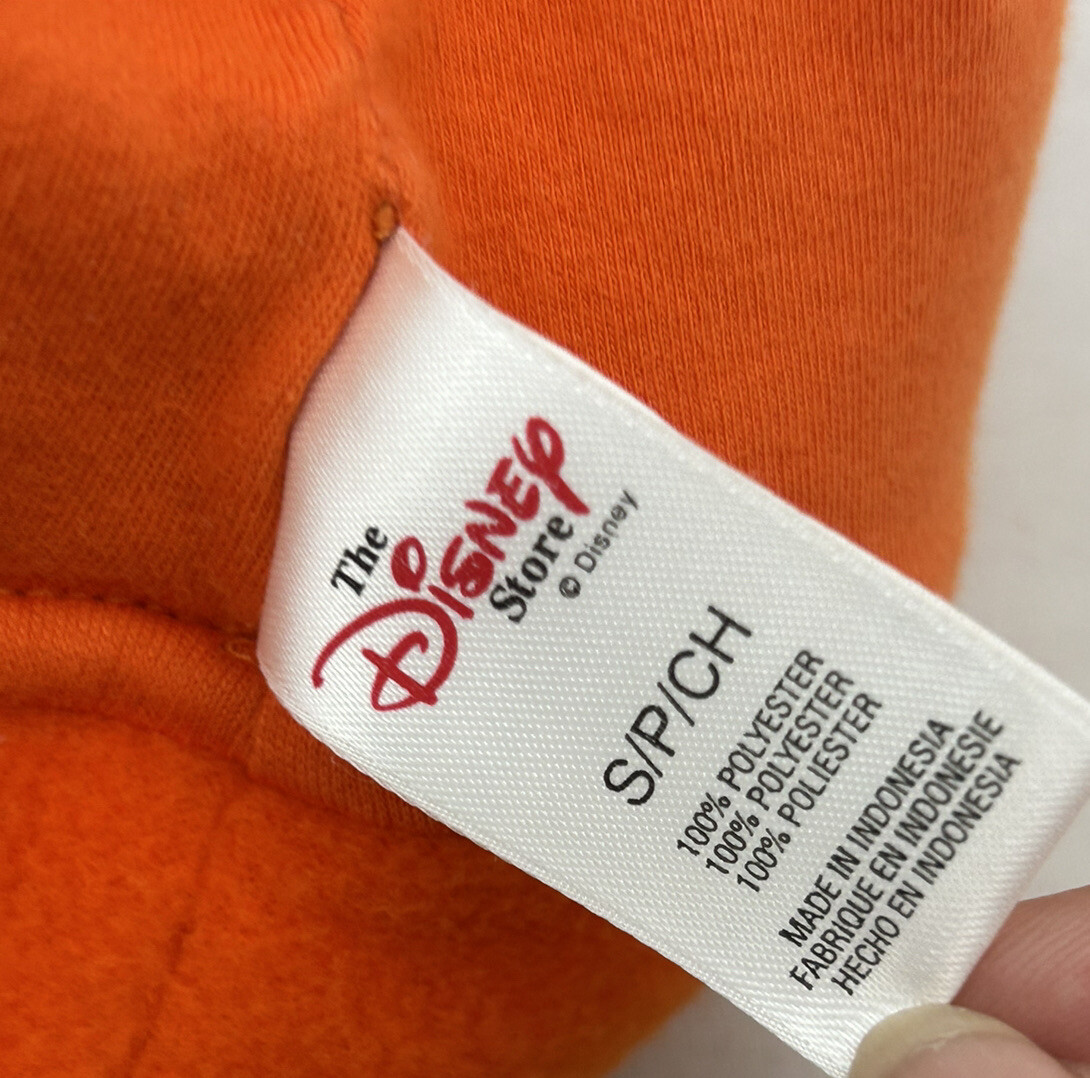 The
DISNEY
Store
© Disney
S/P/CH
100% POLYESTER
100% POLYESTER
100% POLIESTER
MADE IN INDONESIA
FABRIQUE EN INDONESIE
HECHO EN INDONESIA